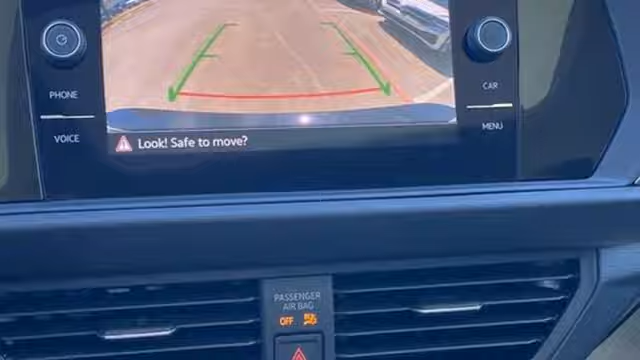 PHONE
CAR
VOICE
MENU
Look! Safe to move?
PASSENGER
AIR BAG
OFF